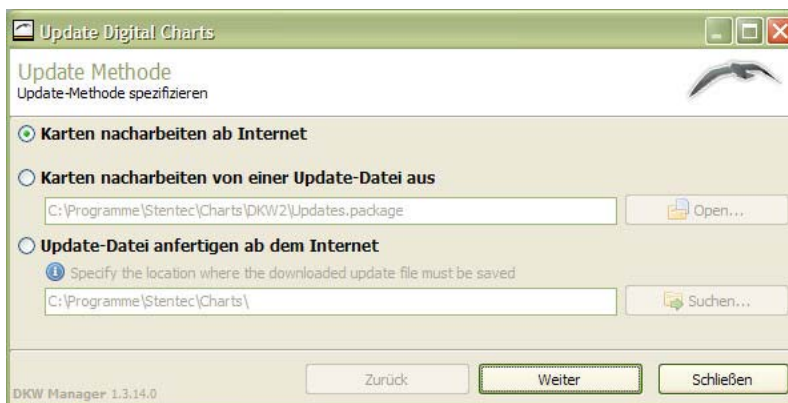 Update Digital Charts
Update Methode
Update-Methode spezifizieren
Karten nacharbeiten ab Internet
Karten nacharbeiten von einer Update-Datei aus
C:\Programme\Stentec\Charts\DKW2\Updates.package
Open...
Update-Datei anfertigen ab dem Internet
Specify the location where the downloaded update file must be saved
C:\Programme\Stentec\Charts\
Suchen...
Zurück
Weiter
Schließen
DKW Manager 1.3.14.0